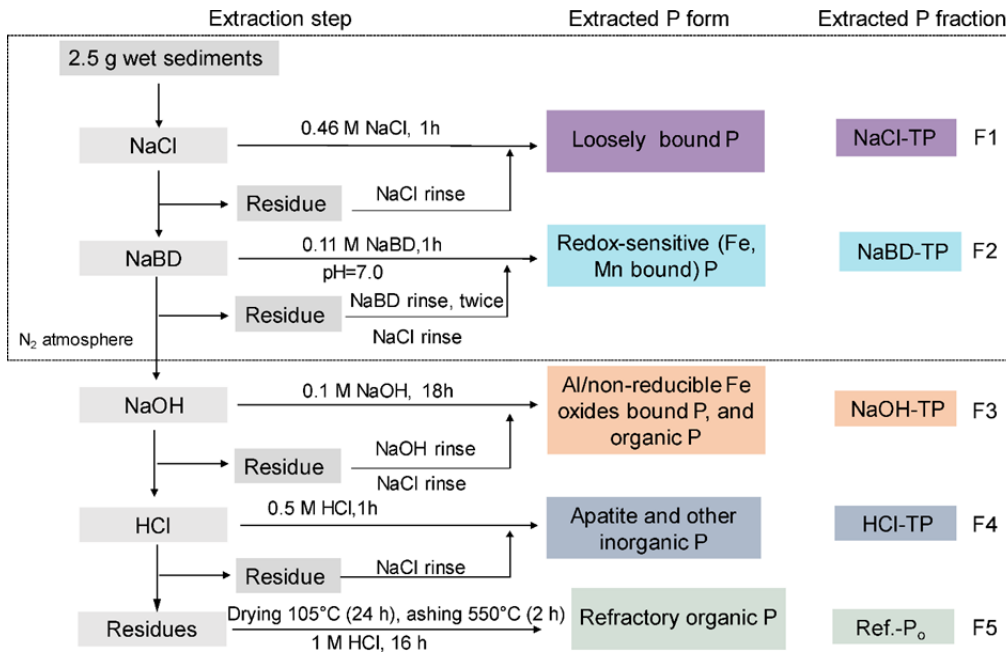 Extraction step
Extracted P form
Extracted P fraction
2.5 g wet sediments
NaCl
0.46 M NaCl, 1h
Loosely bound P
NaCl-TP
F1
Residue
NaCl rinse
NaBD
0.11 M NaBD,1h
pH=7.0
Redox-sensitive (Fe,
Mn bound) P
NaBD-TP
F2
Residue
NaBD rinse, twice
NaCl rinse
N₂ atmosphere
NaOH
0.1 M NaOH, 18h
Al/non-reducible Fe
oxides bound P, and
organic P
NaOH-TP
F3
Residue
NaOH rinse
NaCl rinse
HCl
0.5 M HCl,1h
Apatite and other
inorganic P
HCl-TP
F4
Residue
NaCl rinse
Residues
Drying 105°C (24 h), ashing 550°C (2 h)
1 M HCl, 16 h
Refractory organic P
Ref.-Pₒ
F5